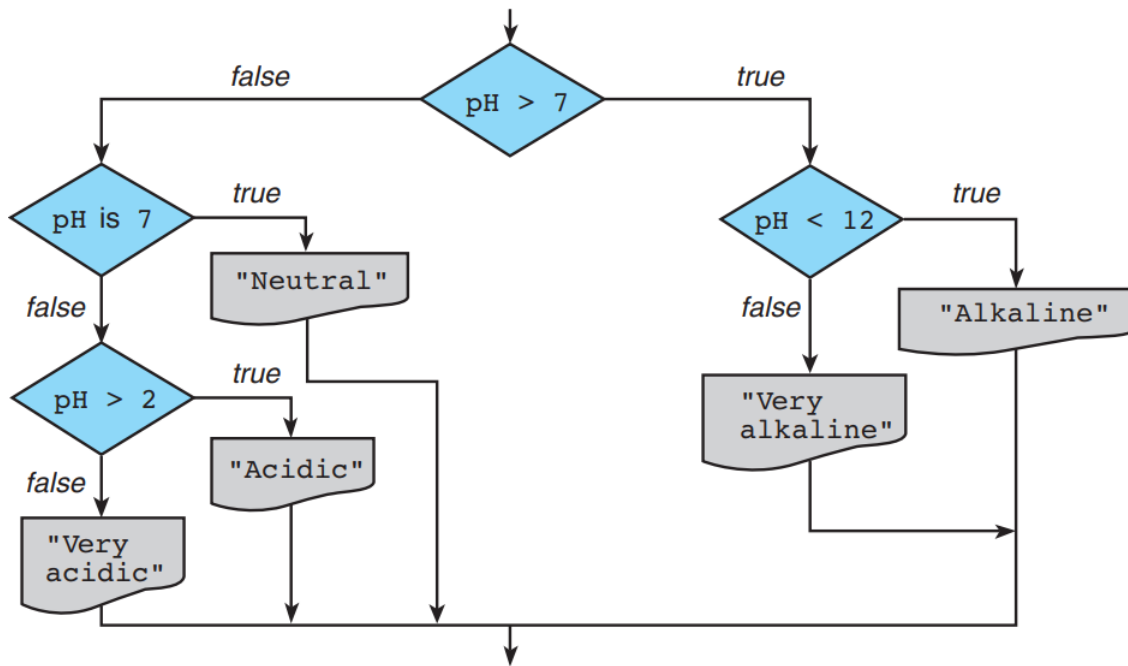 false
true
pH > 7
true
true
pH is 7
pH < 12
"Neutral"
false
false
"Alkaline"
true
pH > 2
"Very
alkaline"
"Acidic"
false
"Very
acidic"